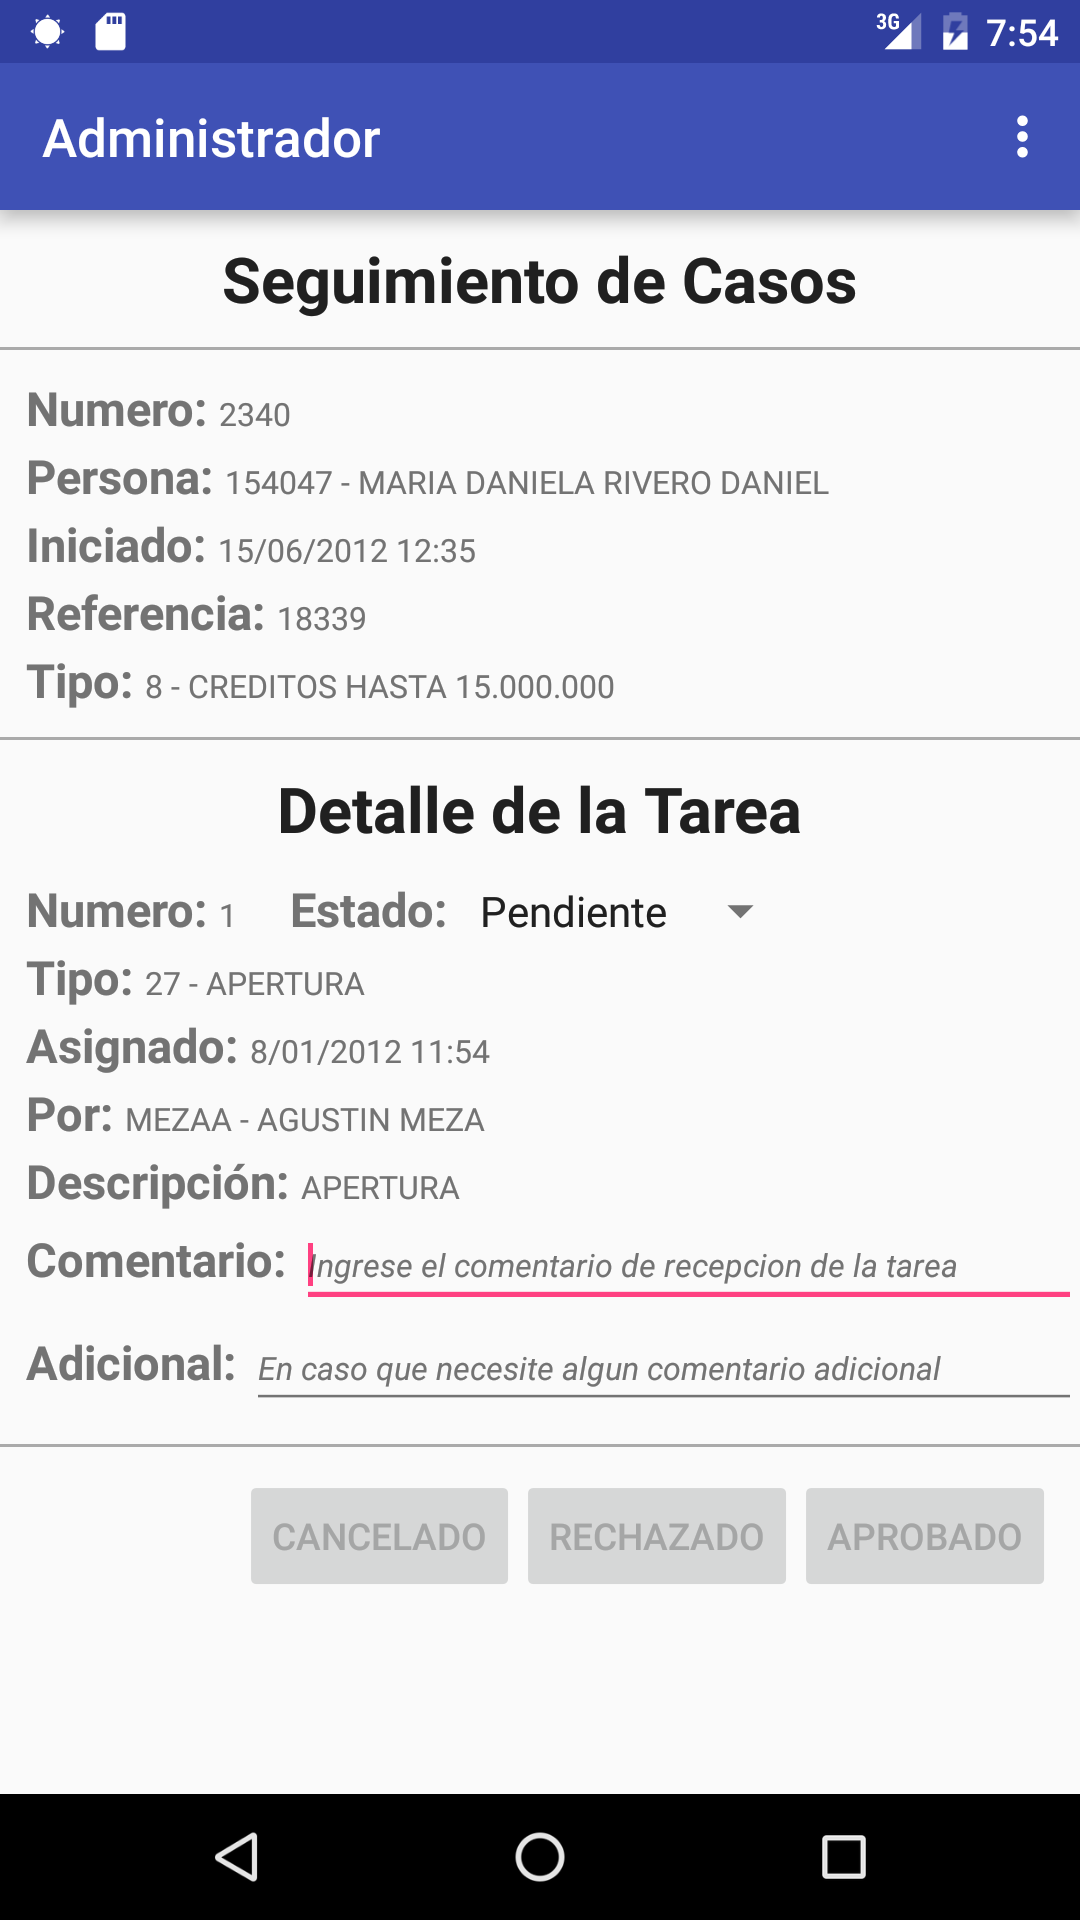 3G 7:54
Administrador
Seguimiento de Casos
Numero: 2340
Persona: 154047 - MARIA DANIELA RIVERO DANIEL
Iniciado: 15/06/2012 12:35
Referencia: 18339
Tipo: 8 - CREDITOS HASTA 15.000.000
Detalle de la Tarea
Numero: 1 Estado: Pendiente
Tipo: 27 - APERTURA
Asignado: 8/01/2012 11:54
Por: MEZAA - AGUSTIN MEZA
Descripción: APERTURA
Comentario: Ingrese el comentario de recepcion de la tarea
Adicional: En caso que necesite algun comentario adicional
CANCELADO RECHAZADO APROBADO